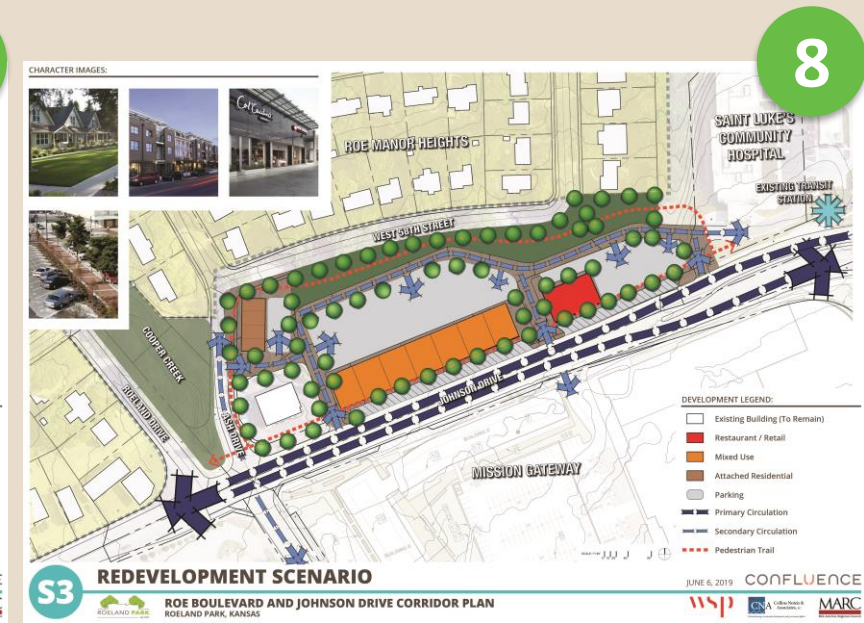 8
CHARACTER IMAGES:
ROE MANOR HEIGHTS
SAINT LUKE'S
COMMUNITY
HOSPITAL
EXISTING TRANSIT
STATION
WEST 58TH STREET
COOPER CREEK
ROELAND DRIVE
ASH DRIVE
JOHNSON DRIVE
MISSION GATEWAY
DEVELOPMENT LEGEND:
Existing Building (To Remain)
Restaurant / Retail
Mixed Use
Attached Residential
Parking
Primary Circulation
Secondary Circulation
Pedestrian Trail
S3
REDEVELOPMENT SCENARIO
ROELAND PARK
ROE BOULEVARD AND JOHNSON DRIVE CORRIDOR PLAN
ROELAND PARK, KANSAS
JUNE 6, 2019
CONFLUENCE
wsp
CNA
MARC